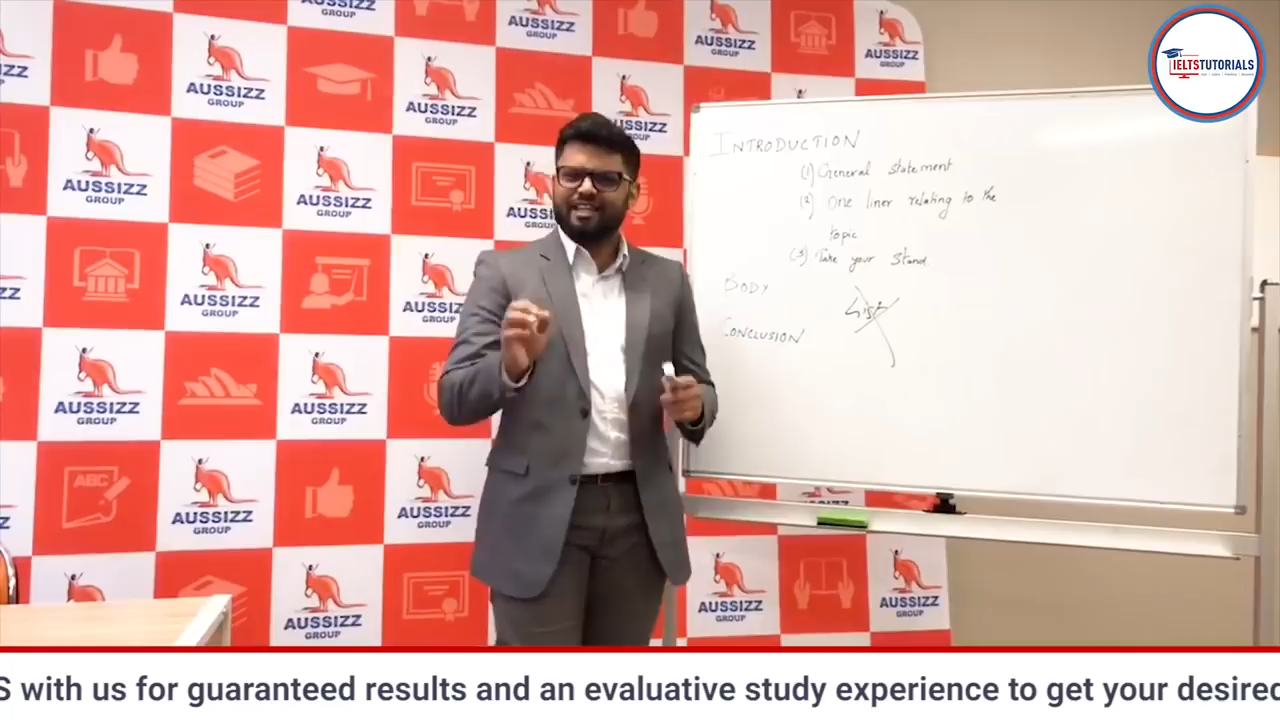 IELTSTUTORIALS
INTRODUCTION
(1) General statement
(2) One liner relating to the
topic
(3) Take your stand
BODY
CONCLUSION
AUSSIZZ
GROUP
ABC
S with us for guaranteed results and an evaluative study experience to get your desired